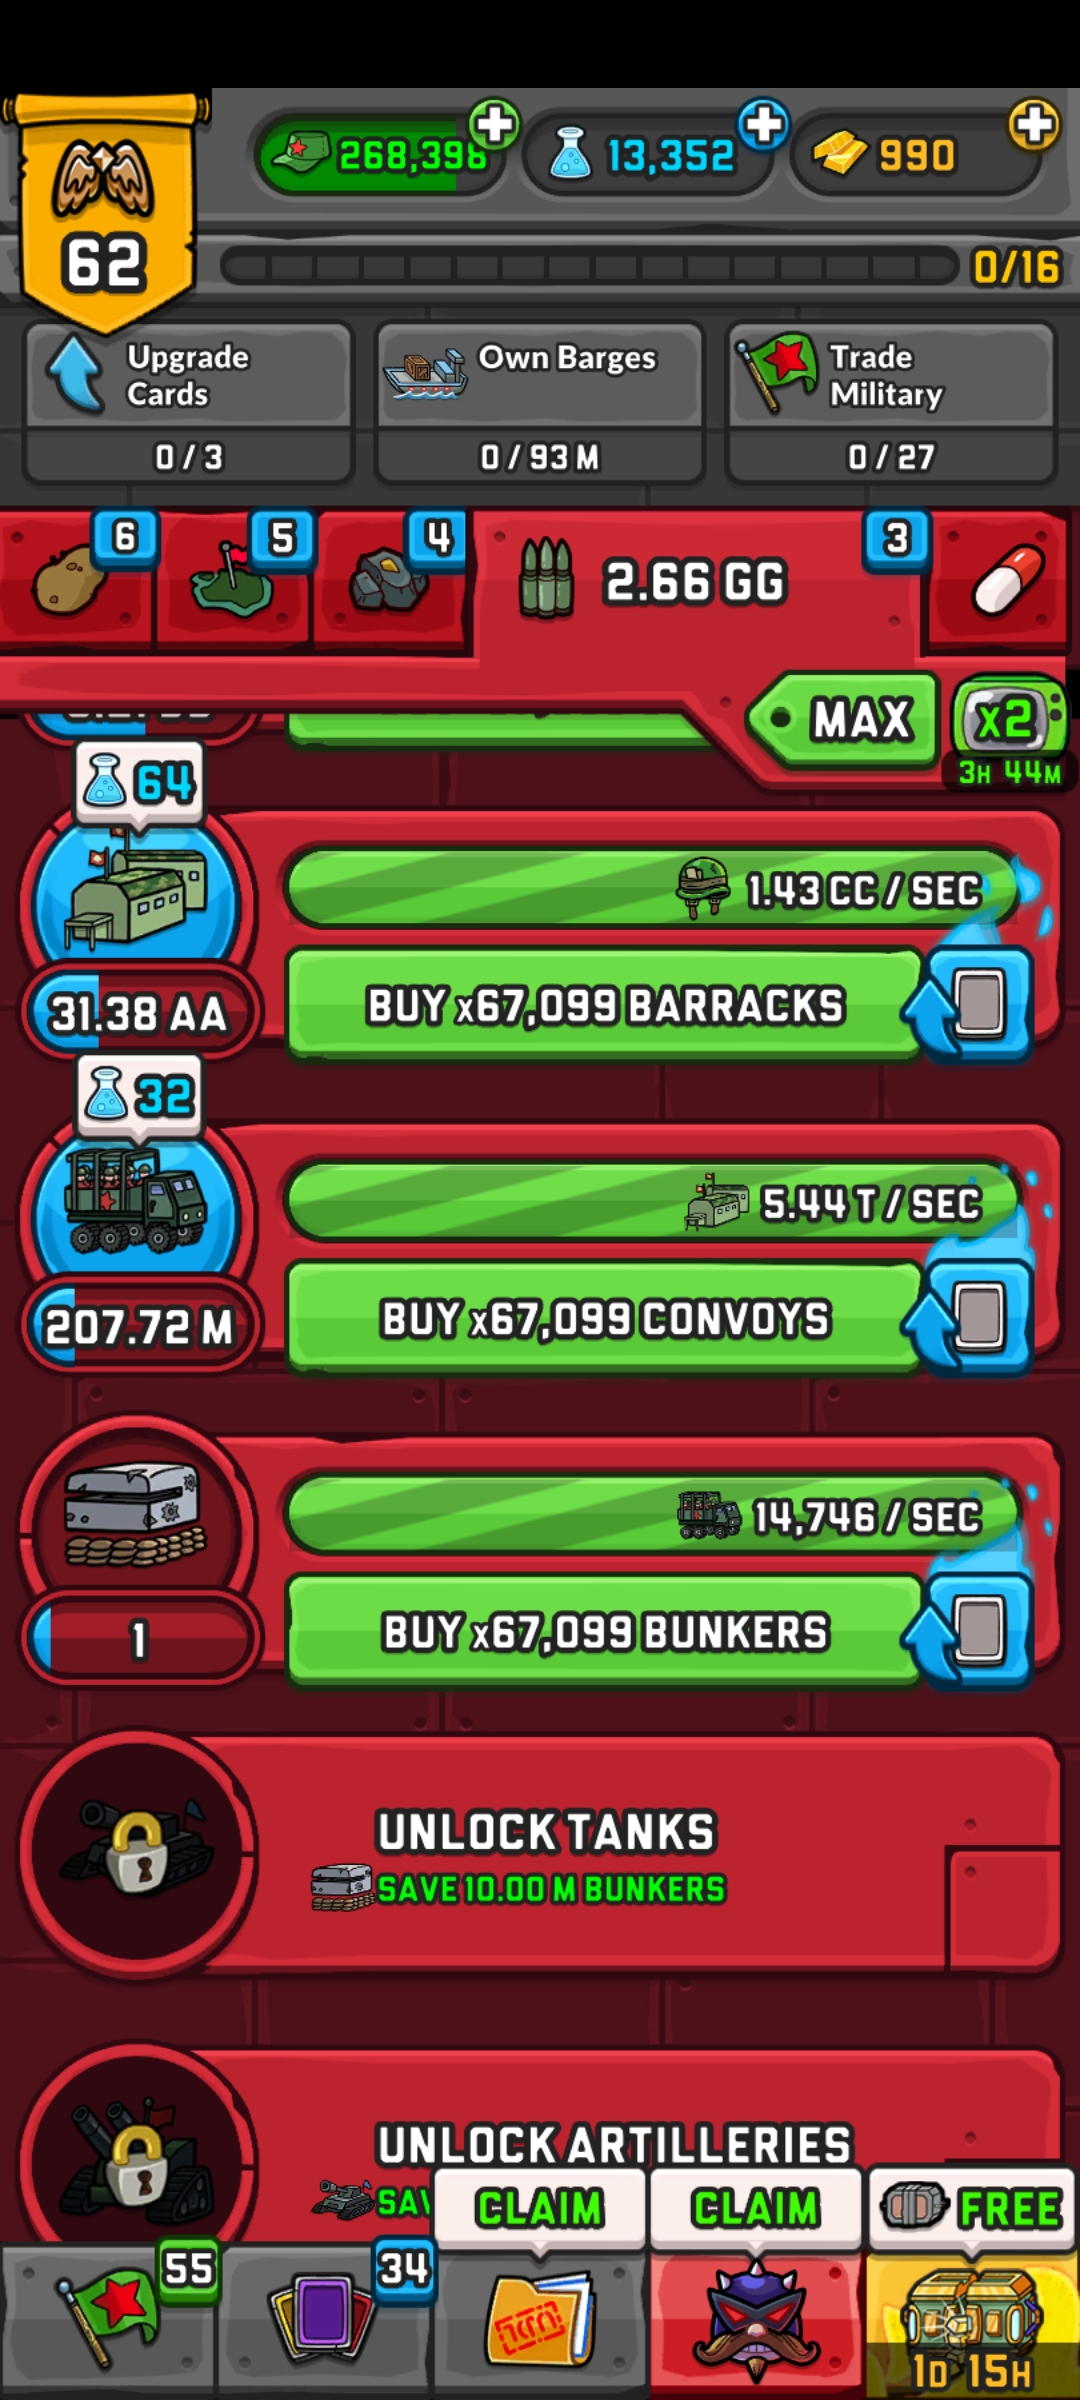 268,398
13,352
990
62
0/16
Upgrade
Cards
0 / 3
Own Barges
0 / 93 M
Trade
Military
0 / 27
6
5
4
2.66 GG
3
MAX
x2
3H 44M
64
1.43 CC / SEC
31.38 AA
BUY x67,099 BARRACKS
32
5.44 T / SEC
207.72 M
BUY x67,099 CONVOYS
14,746 / SEC
1
BUY x67,099 BUNKERS
UNLOCK TANKS
SAVE 10.00 M BUNKERS
UNLOCK ARTILLERIES
CLAIM
CLAIM
FREE
55
34
1D 15H